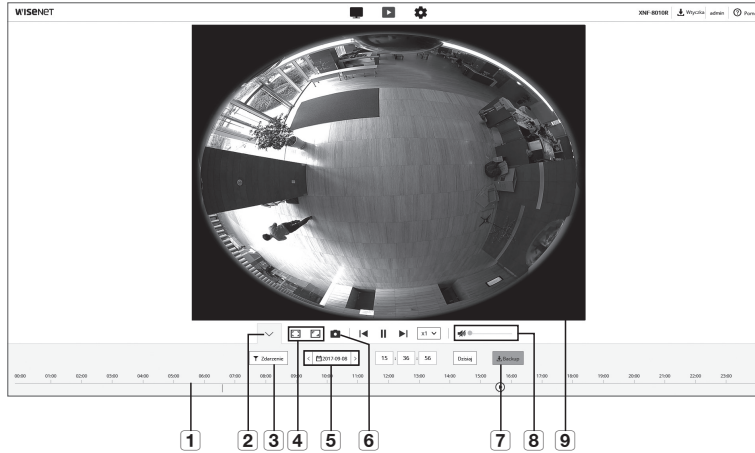 WISENET
XNF-8010R Wtyczka admin
x1
Zdarzenie 2017-09-08 15 : 36 : 56 Dzisiaj Backup
00:00 01:00 02:00 03:00 04:00 05:00 06:00 07:00 08:00 09:00 10:00 11:00 12:00 13:00 14:00 15:00 16:00 17:00 18:00 19:00 20:00 21:00 22:00 23:00
1 2 3 4 5 6 7 8 9